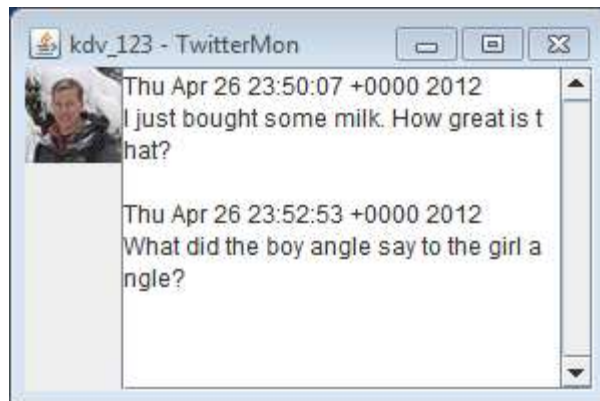 kdv_123 - TwitterMon
Thu Apr 26 23:50:07 +0000 2012
I just bought some milk. How great is t
hat?
Thu Apr 26 23:52:53 +0000 2012
What did the boy angle say to the girl a
ngle?